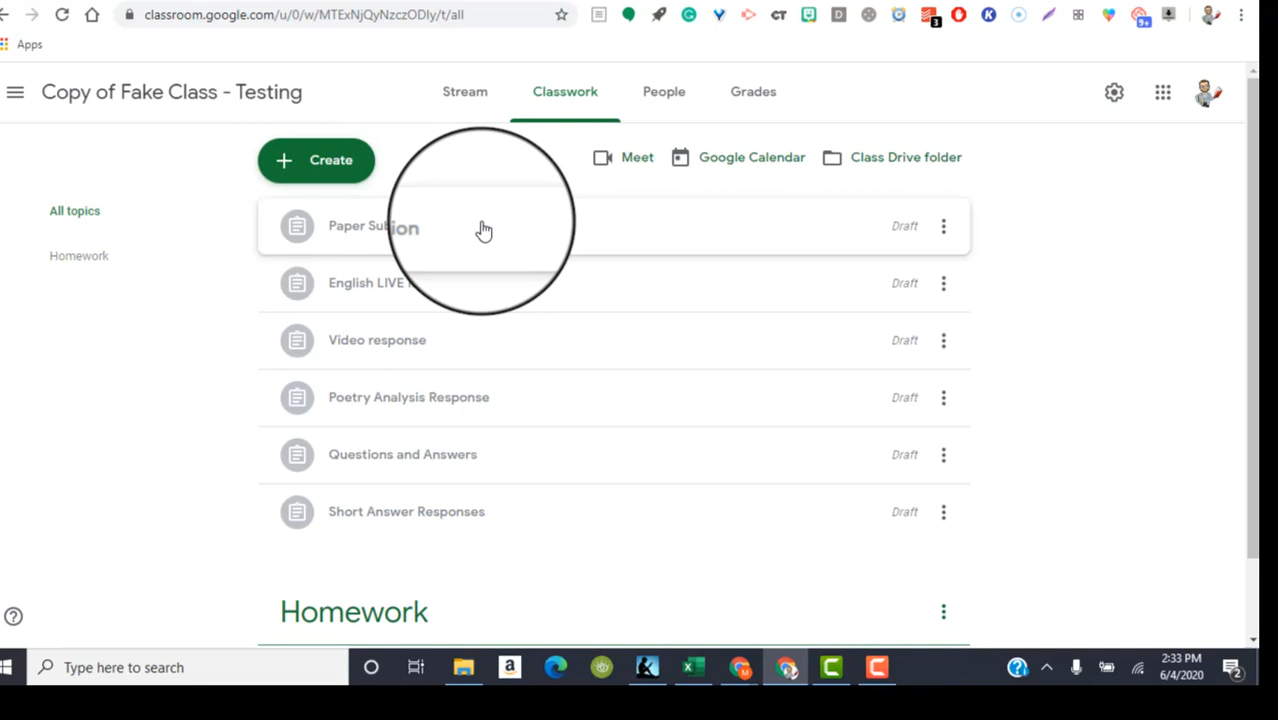 classroom.google.com/u/0/w/MTExNjQyNzczODIy/t/all
3
9+
Apps
Copy of Fake Class - Testing
Stream
Classwork
People
Grades
Create
Meet
Google Calendar
Class Drive folder
All topics
Homework
Paper Sub ion
Draft
English LIVE
Draft
Video response
Draft
Poetry Analysis Response
Draft
Questions and Answers
Draft
Short Answer Responses
Draft
Homework
Type here to search
2:33 PM
6/4/2020
2